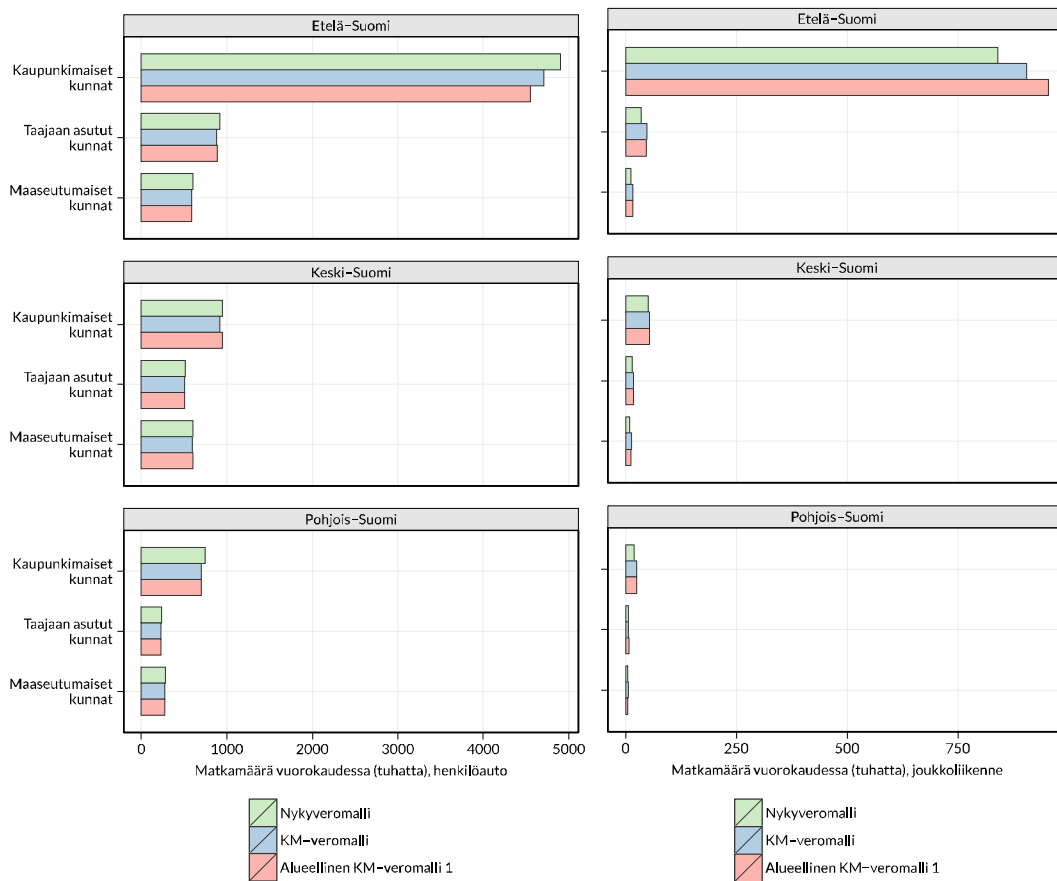 Etelä–Suomi
Kaupunkimaiset
kunnat
Taajaan asutut
kunnat
Maaseutumaiset
kunnat
Keski–Suomi
Kaupunkimaiset
kunnat
Taajaan asutut
kunnat
Maaseutumaiset
kunnat
Pohjois–Suomi
Kaupunkimaiset
kunnat
Taajaan asutut
kunnat
Maaseutumaiset
kunnat
0 1000 2000 3000 4000 5000
Matkamäärä vuorokaudessa (tuhatta), henkilöauto
Nykyveromalli
KM–veromalli
Alueellinen KM–veromalli 1
Etelä–Suomi
Keski–Suomi
Pohjois–Suomi
0 250 500 750
Matkamäärä vuorokaudessa (tuhatta), joukkoliikenne
Nykyveromalli
KM–veromalli
Alueellinen KM–veromalli 1